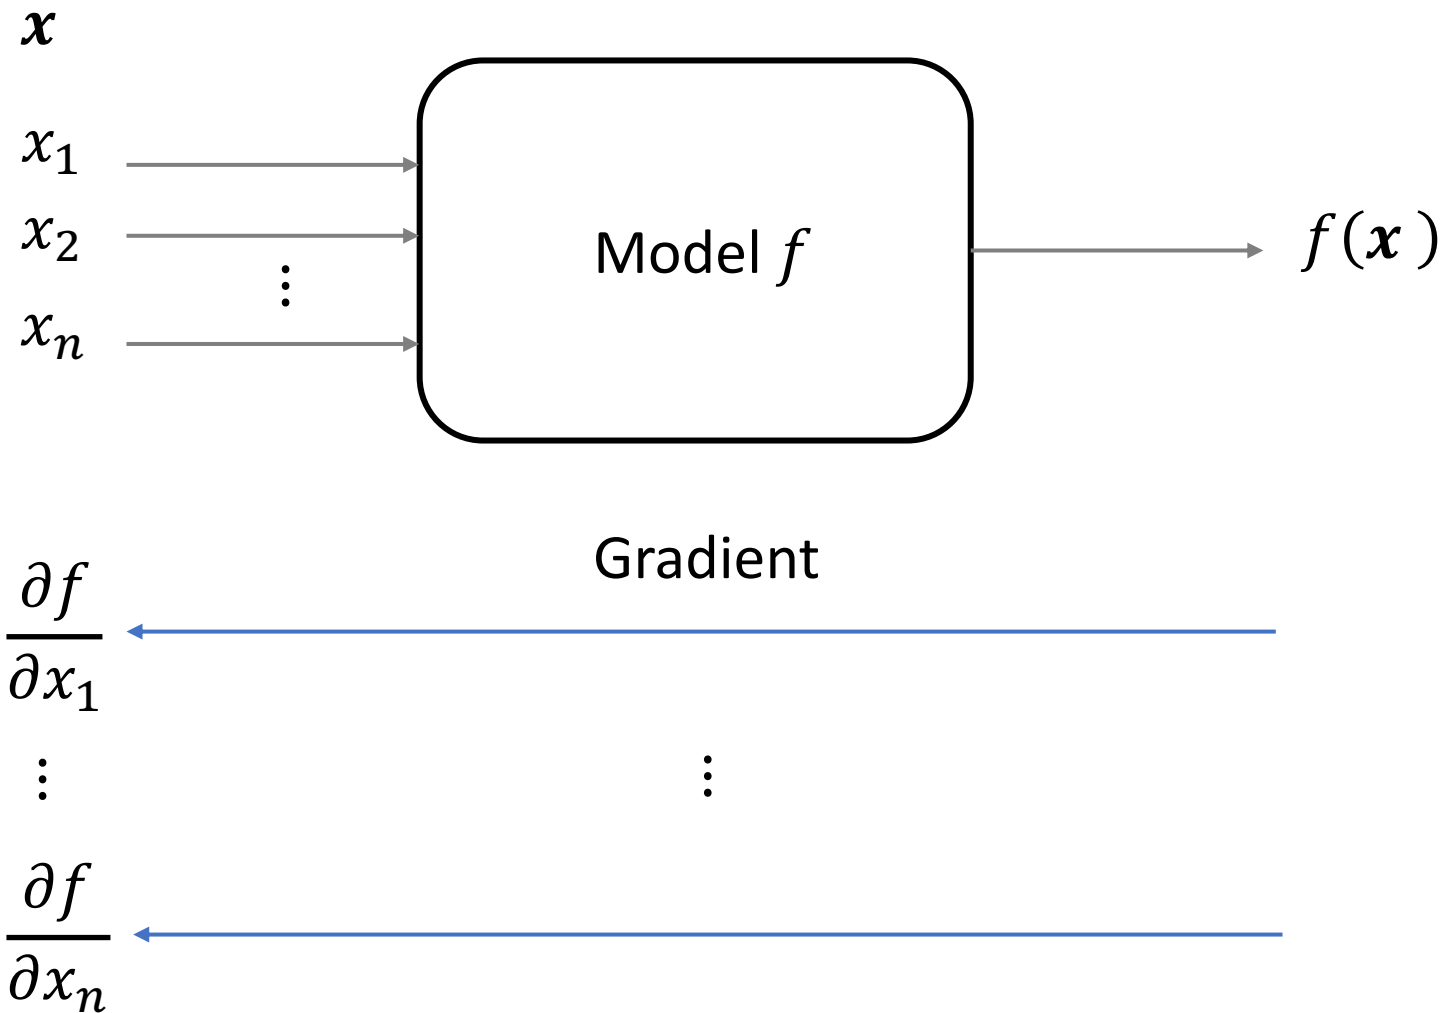 𝒙
x₁
x₂
⋮
xₙ
Model f
f(𝒙 )
Gradient
∂f
∂x₁
⋮ ⋮
∂f
∂xₙ